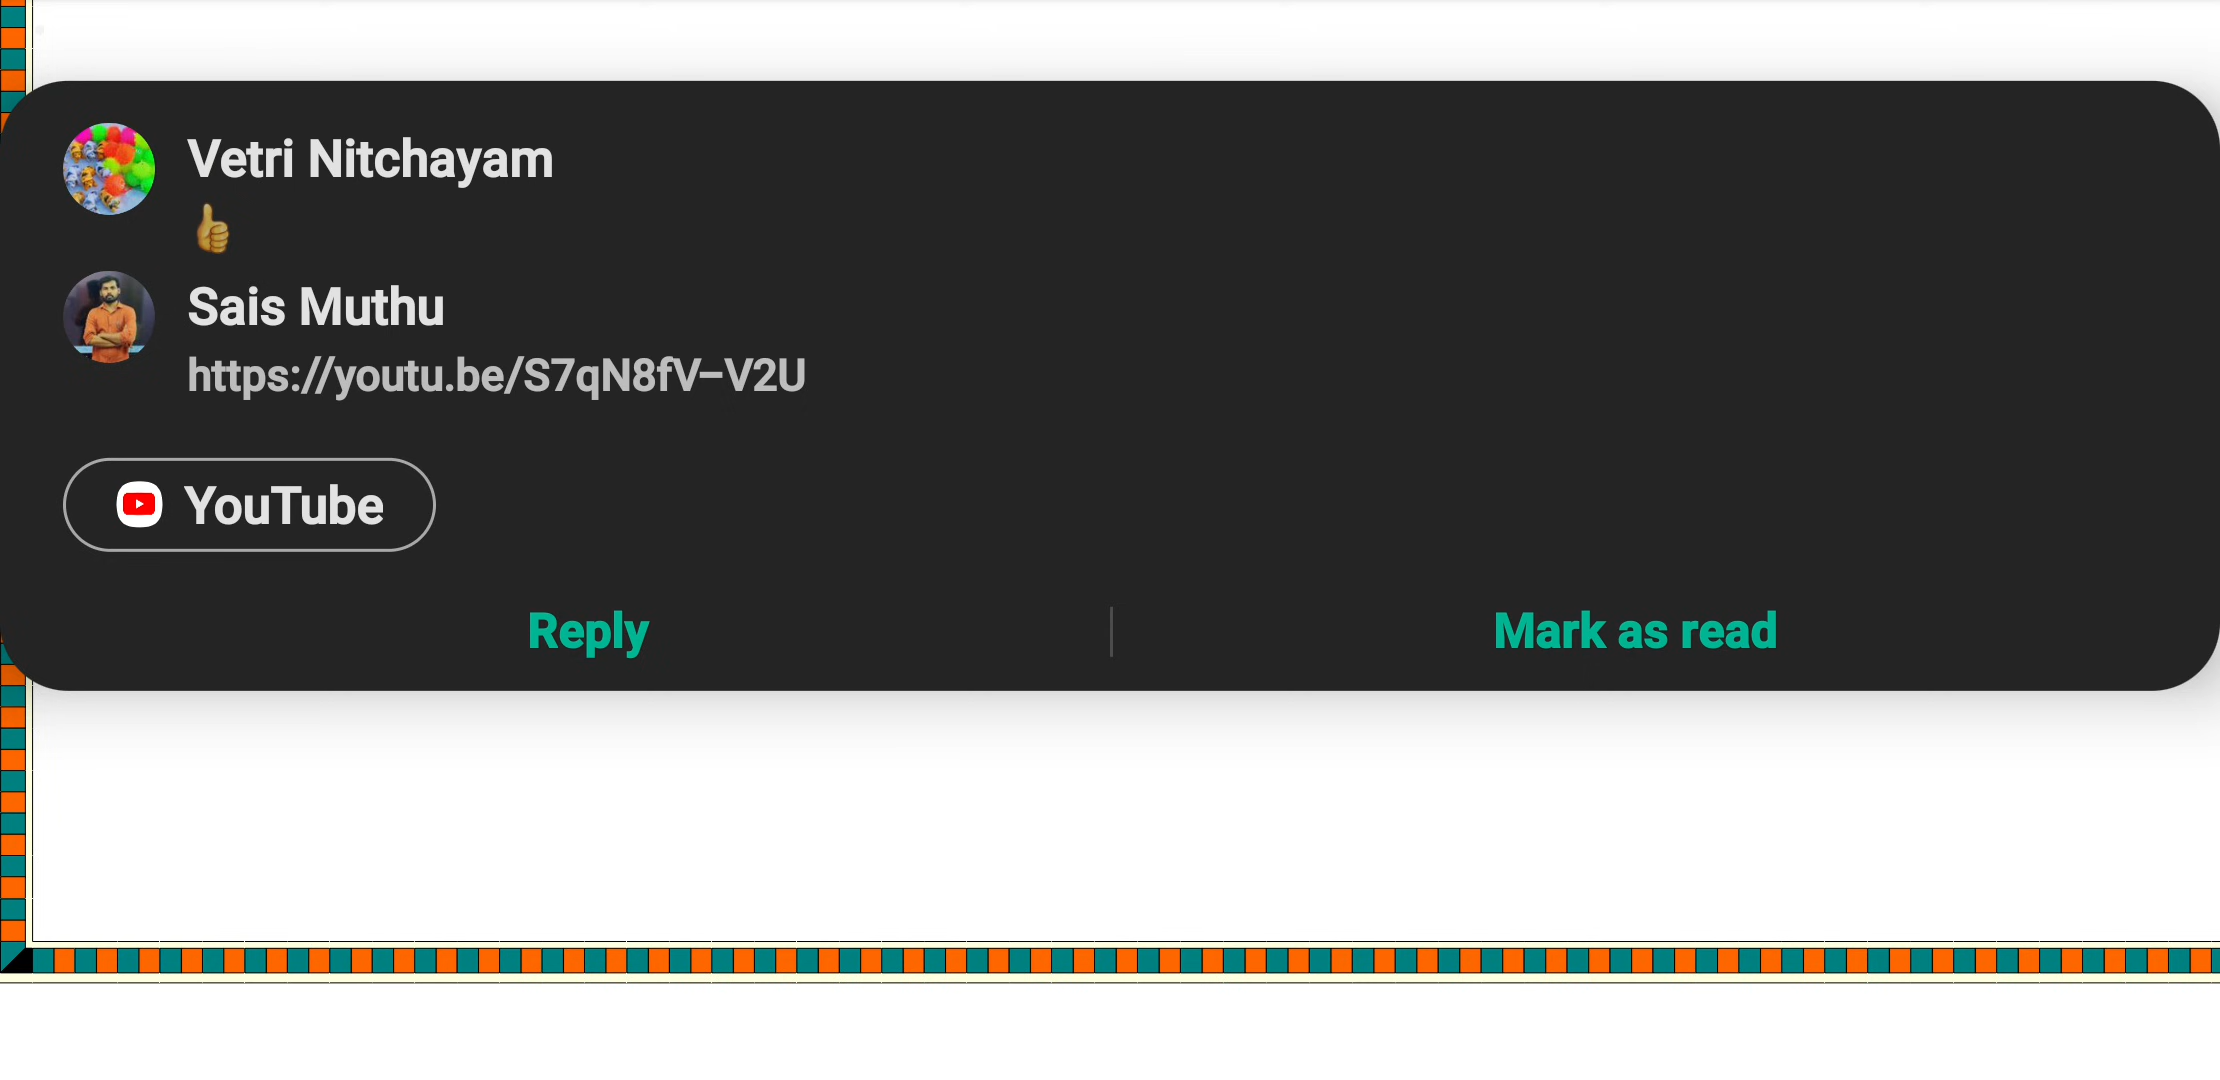 Vetri Nitchayam
👍
Sais Muthu
https://youtu.be/S7qN8fV-V2U
YouTube
Reply
Mark as read